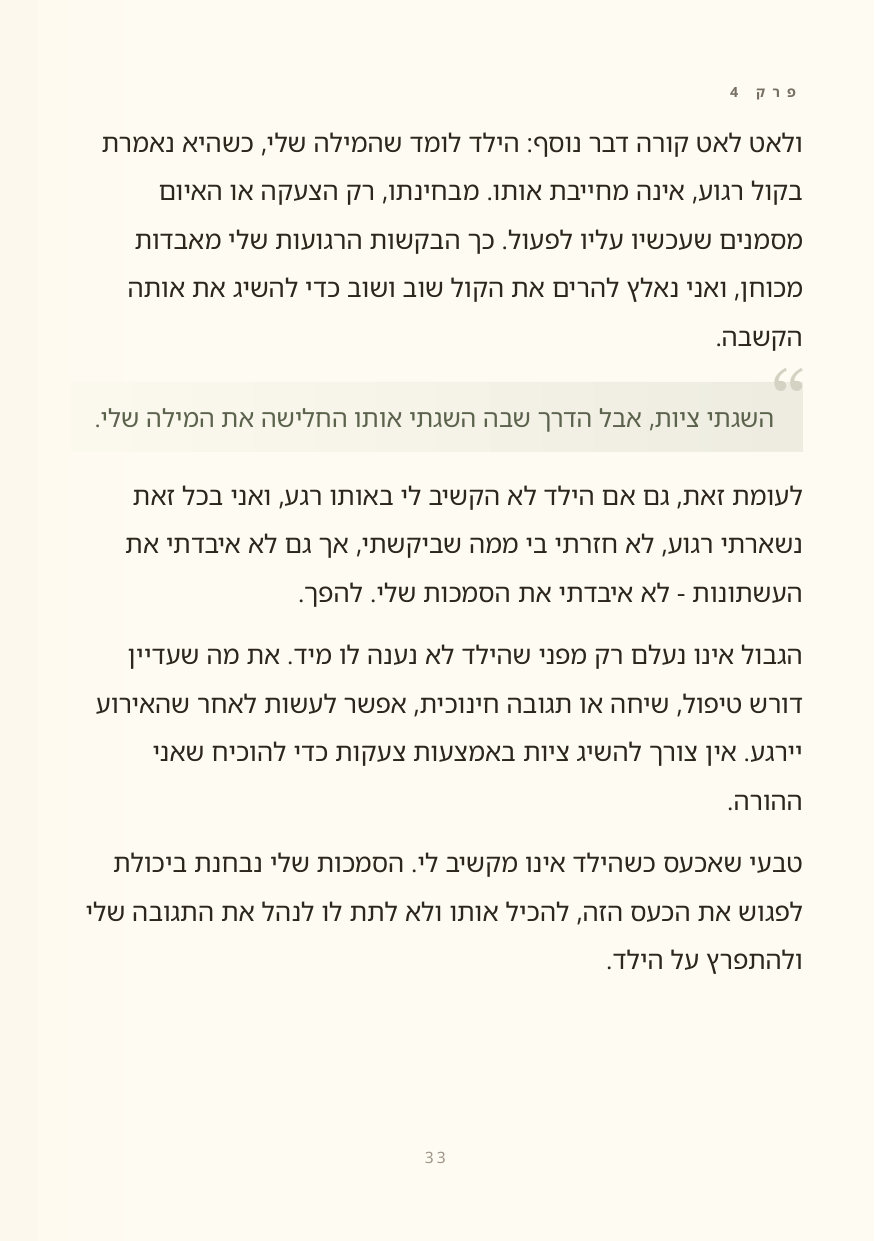 פרק 4
ולאט לאט קורה דבר נוסף: הילד לומד שהמילה שלי, כשהיא נאמרת
בקול רגוע, אינה מחייבת אותו. מבחינתו, רק הצעקה או האיום
מסמנים שעכשיו עליו לפעול. כך הבקשות הרגועות שלי מאבדות
מכוחן, ואני נאלץ להרים את הקול שוב ושוב כדי להשיג את אותה
הקשבה.
“
השגתי ציות, אבל הדרך שבה השגתי אותו החלישה את המילה שלי.
לעומת זאת, גם אם הילד לא הקשיב לי באותו רגע, ואני בכל זאת
נשארתי רגוע, לא חזרתי בי ממה שביקשתי, אך גם לא איבדתי את
העשתונות - לא איבדתי את הסמכות שלי. להפך.
הגבול אינו נעלם רק מפני שהילד לא נענה לו מיד. את מה שעדיין
דורש טיפול, שיחה או תגובה חינוכית, אפשר לעשות לאחר שהאירוע
יירגע. אין צורך להשיג ציות באמצעות צעקות כדי להוכיח שאני
ההורה.
טבעי שאכעס כשהילד אינו מקשיב לי. הסמכות שלי נבחנת ביכולת
לפגוש את הכעס הזה, להכיל אותו ולא לתת לו לנהל את התגובה שלי
ולהתפרץ על הילד.
33